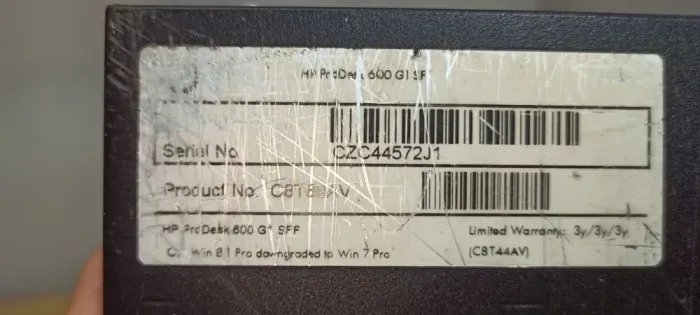 HP ProDesk 600 G1 SFF
Serial No. CZC44572J1
Product No.
HP ProDesk 600 G1 SFF
Limited Warranty: 3y/3y/3y
Win 8.1 Pro downgraded to Win 7 Pro
(C8T44AV)